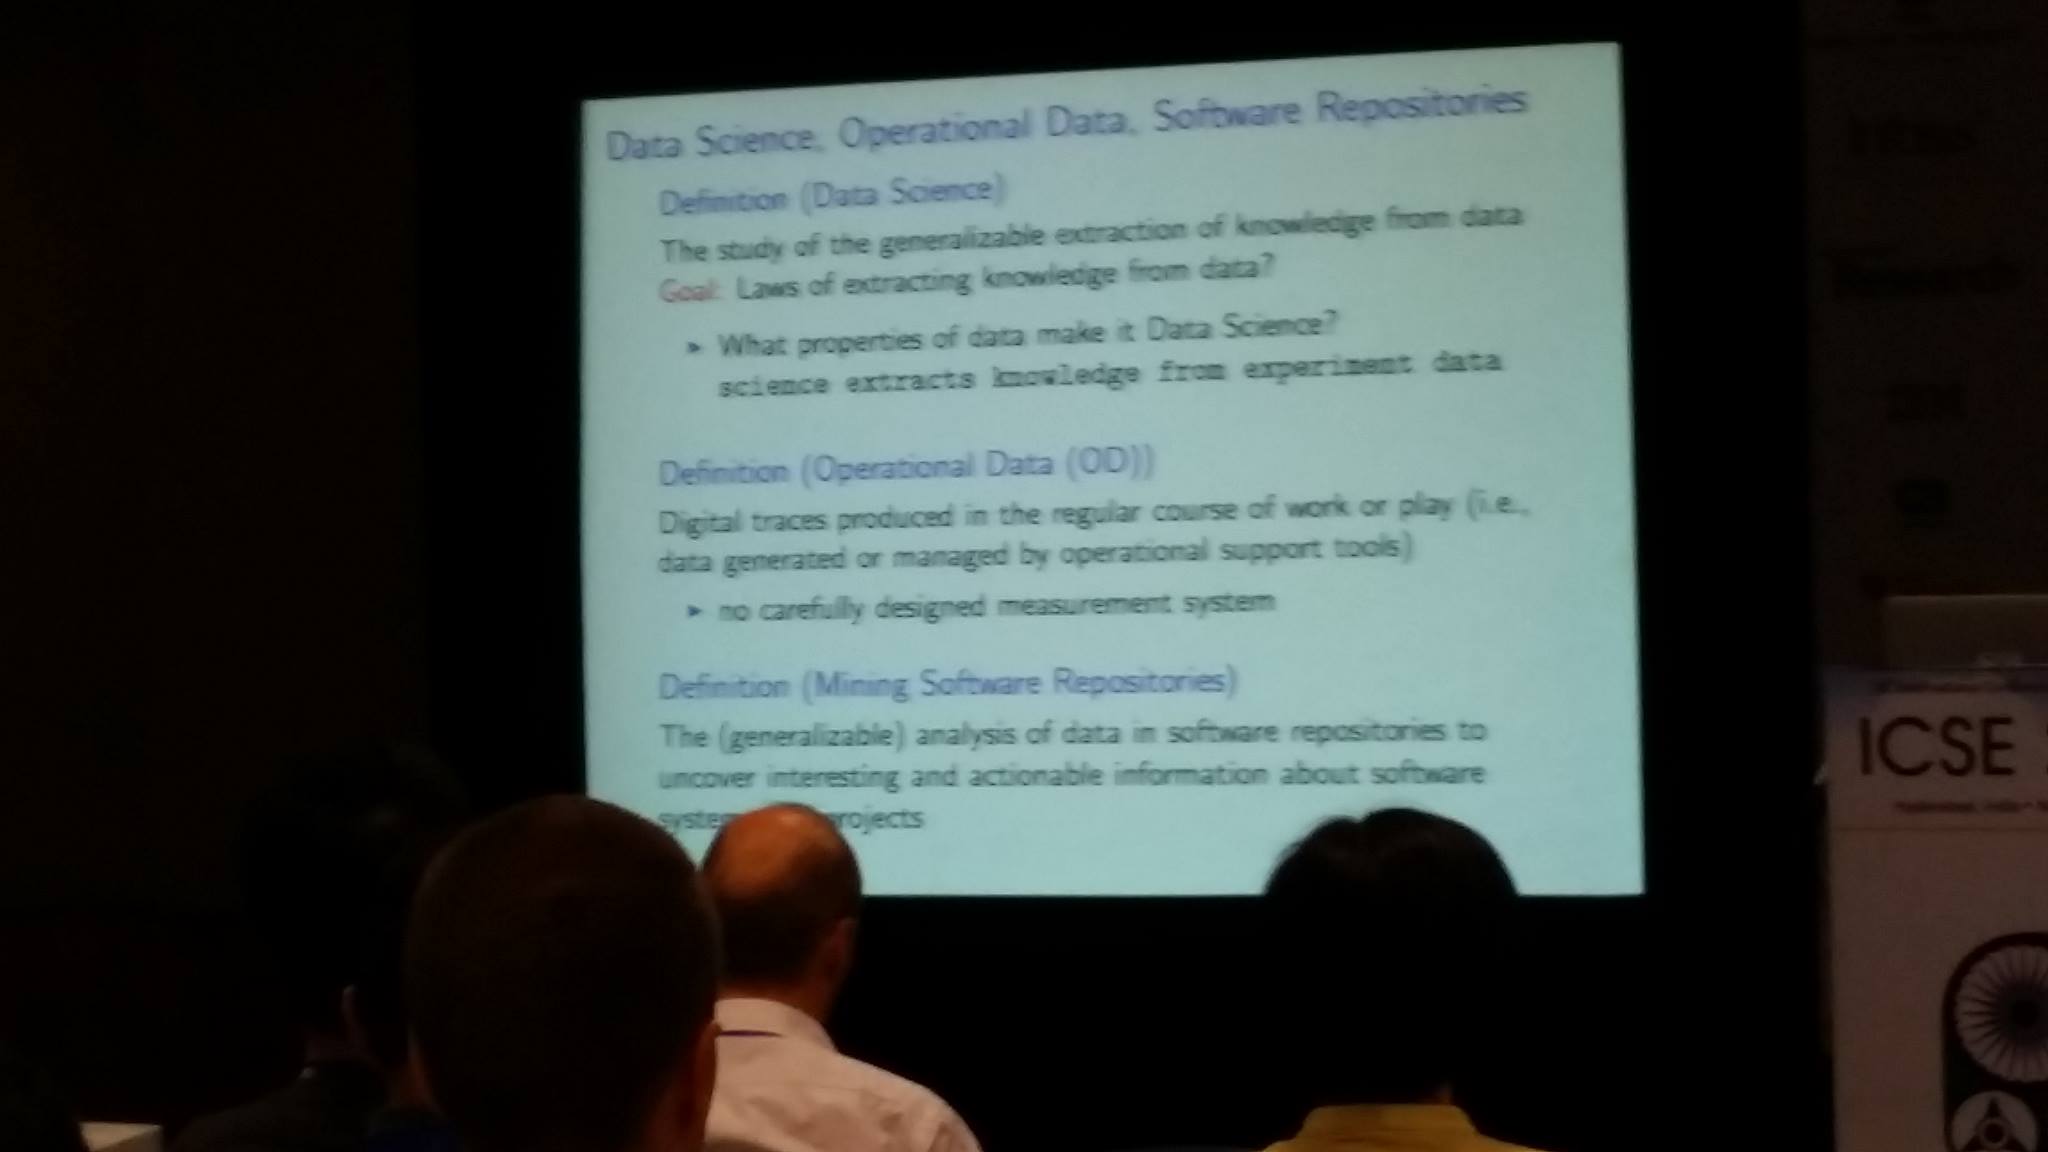 Data Science, Operational Data, Software Repositories
Definition (Data Science)
The study of the generalizable extraction of knowledge from data
Goal: Laws of extracting knowledge from data?
➤ What properties of data make it Data Science?
science extracts knowledge from experiment data
Definition (Operational Data (OD))
Digital traces produced in the regular course of work or play (i.e.,
data generated or managed by operational support tools)
➤ no carefully designed measurement system
Definition (Mining Software Repositories)
The (generalizable) analysis of data in software repositories to
uncover interesting and actionable information about software
projects
ICSE